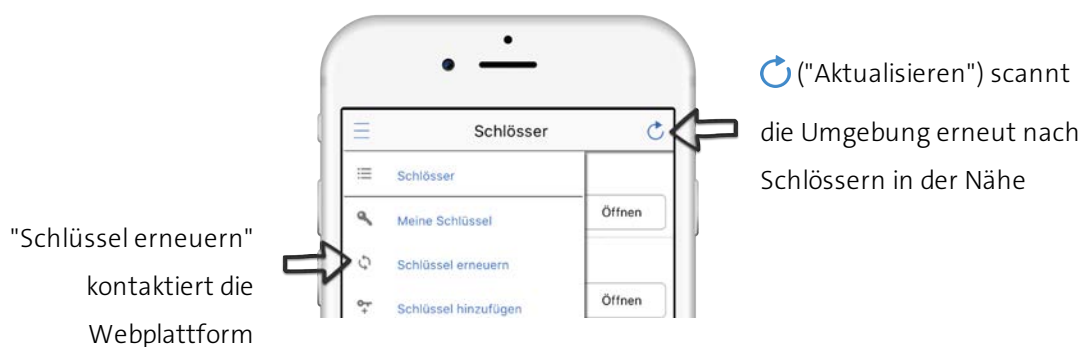 ("Aktualisieren") scannt
die Umgebung erneut nach
Schlössern in der Nähe
Schlösser
Schlösser
Meine Schlüssel
Öffnen
Schlüssel erneuern
Schlüssel hinzufügen
Öffnen
"Schlüssel erneuern"
kontaktiert die
Webplattform